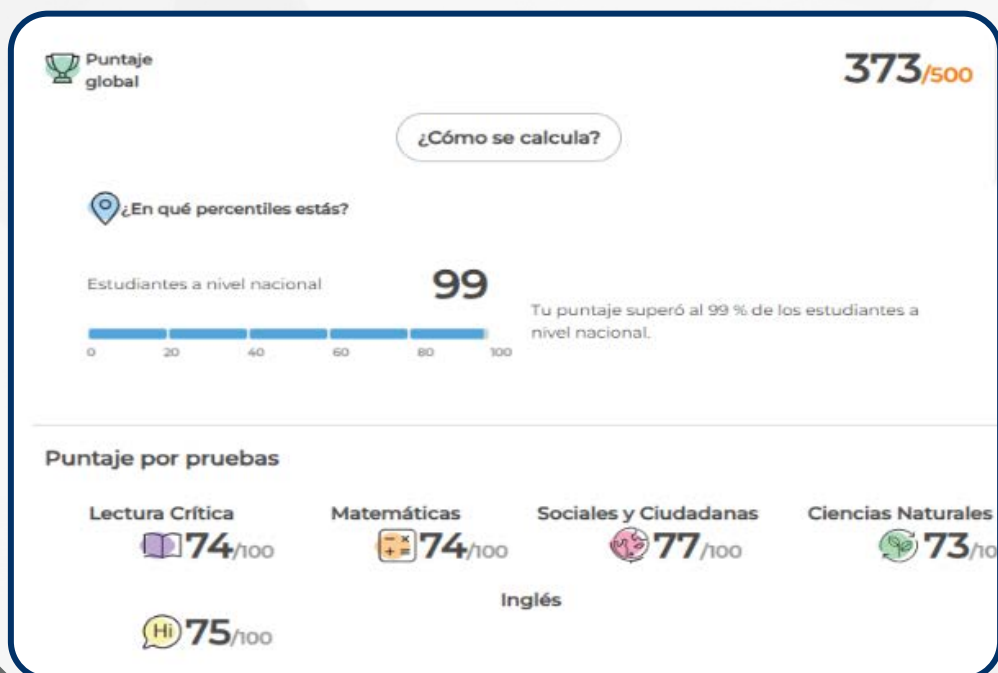 Puntaje
global
373/500
¿Cómo se calcula?
¿En qué percentiles estás?
Estudiantes a nivel nacional
99
Tu puntaje superó al 99 % de los estudiantes a
nivel nacional.
0 20 40 60 80 100
Puntaje por pruebas
Lectura Crítica Matemáticas Sociales y Ciudadanas Ciencias Naturales
74/100 74/100 77/100 73/10
Inglés
Hi 75/100